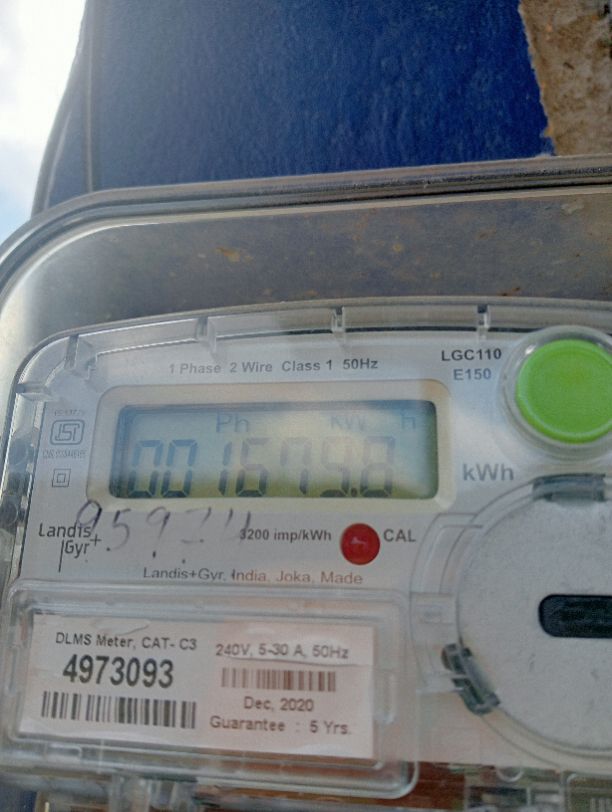 1 Phase 2 Wire Class 1 50Hz
LGC110
E150
ISI
Ph kW h
001675.8
kWh
Landis
Gyr+
3200 imp/kWh
CAL
Landis+Gyr, India, Joka, Made
DLMS Meter, CAT- C3
4973093
240V, 5-30 A, 50Hz
Dec, 2020
Guarantee : 5 Yrs.